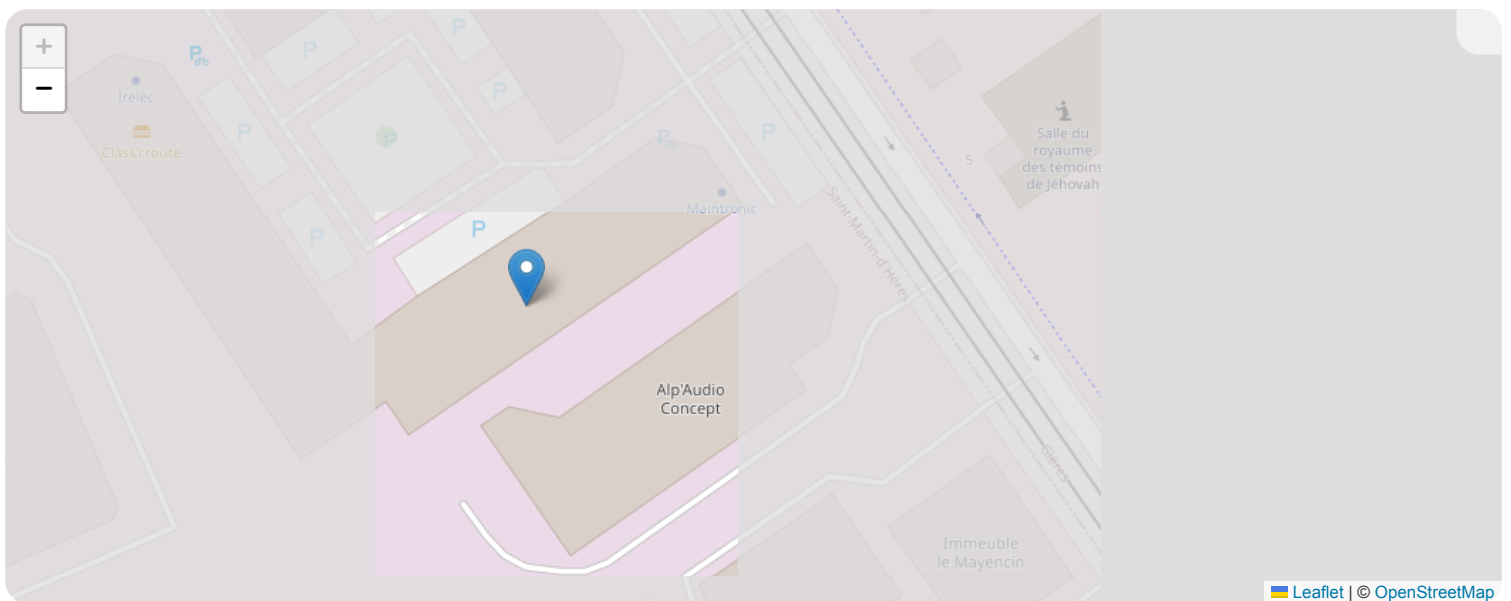 +
−
P
P
P
P
5
Irelec
Class'croute
P
P
P
P
Salle du
royaume
des témoins
de Jéhovah
Maintronic
P
P
Saint-Martin-d'Hères
Alp'Audio
Concept
Gières
Immeuble
le Mayencin
Leaflet | © OpenStreetMap